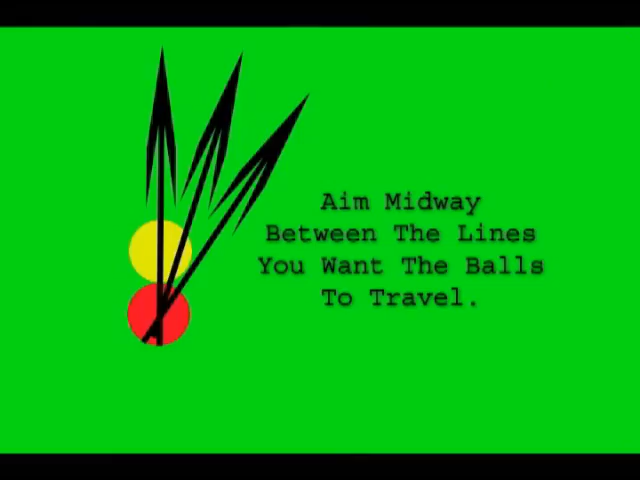 Aim Midway
Between The Lines
You Want The Balls
To Travel.